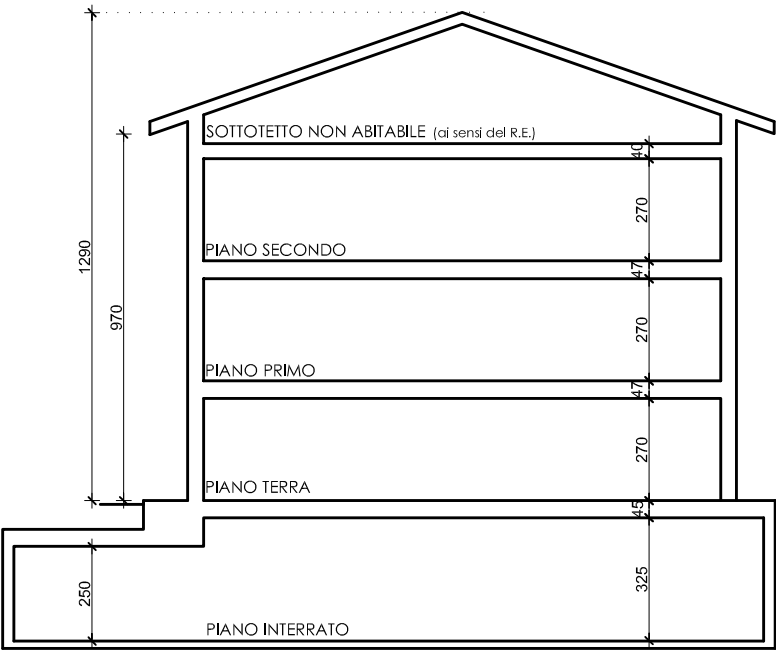 SOTTOTETTO NON ABITABILE (ai sensi del R.E.)
40
270
1290
PIANO SECONDO
47
970
270
PIANO PRIMO
47
270
PIANO TERRA
45
250
325
PIANO INTERRATO